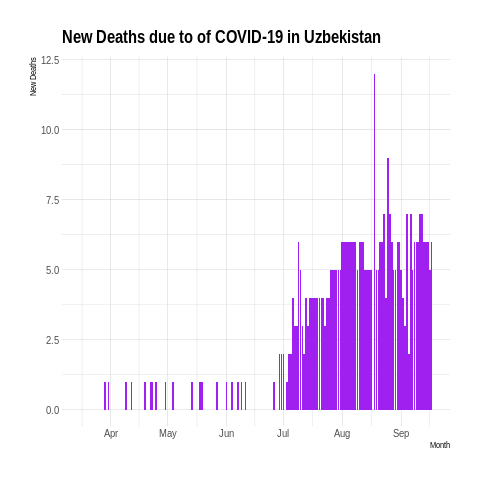 New Deaths due to of COVID-19 in Uzbekistan
New Deaths
12.5
10.0
7.5
5.0
2.5
0.0
Apr May Jun Jul Aug Sep
Month